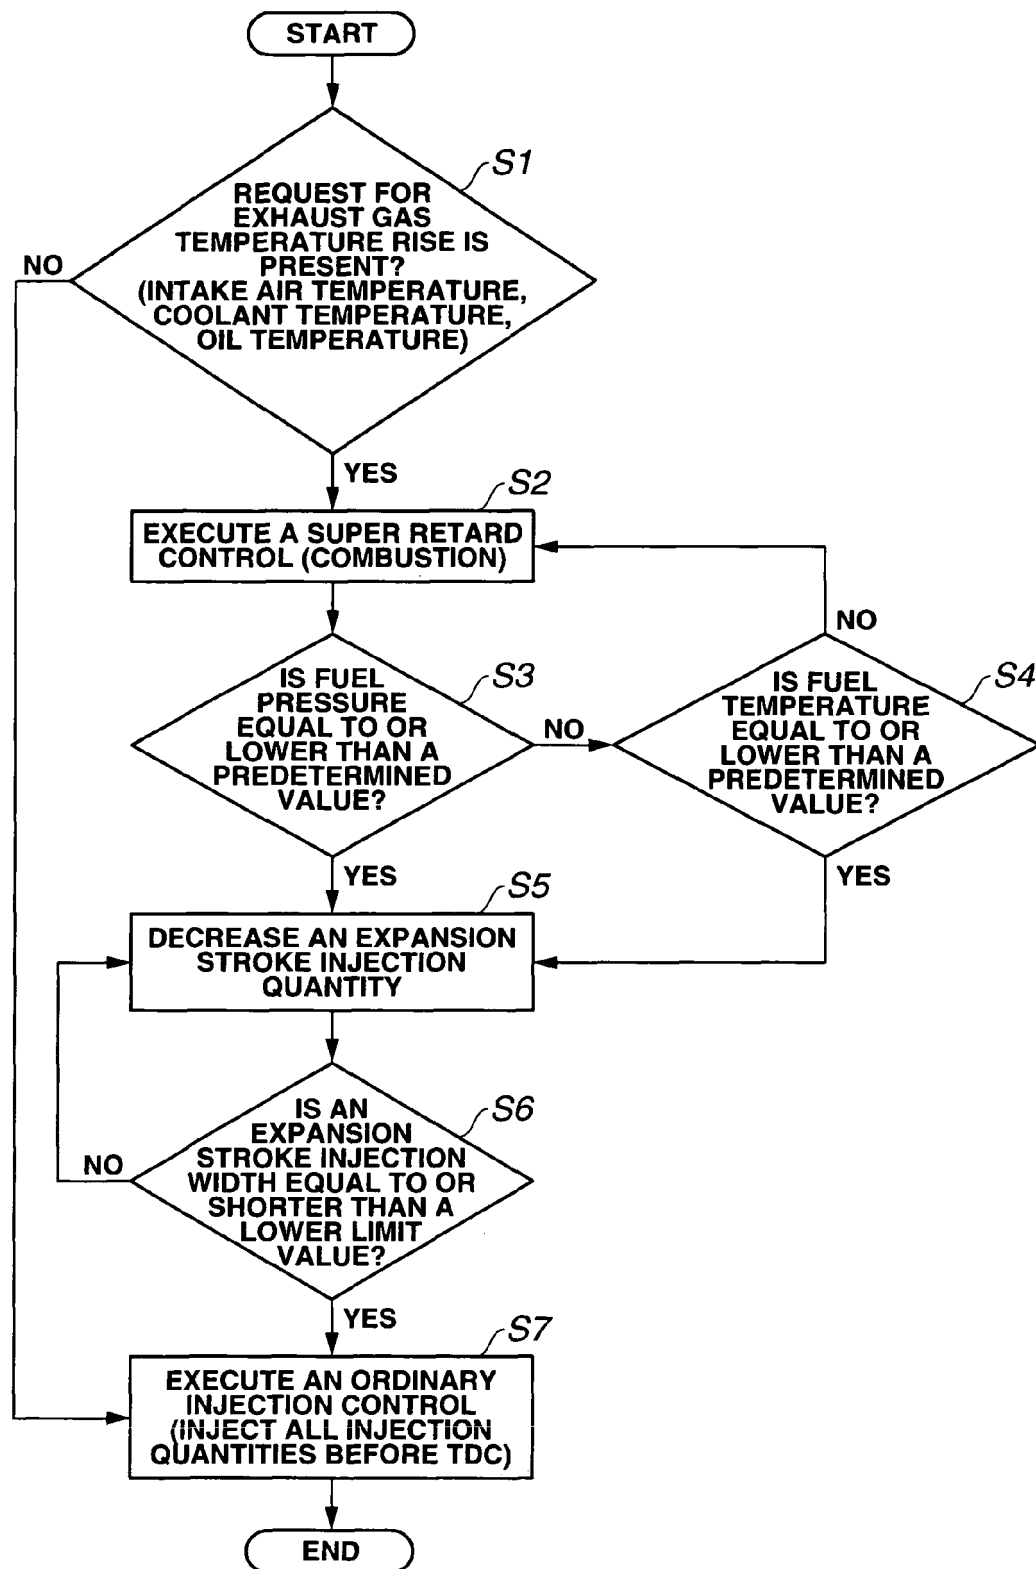 START
S1
REQUEST FOR
EXHAUST GAS
TEMPERATURE RISE IS
PRESENT?
(INTAKE AIR TEMPERATURE,
COOLANT TEMPERATURE,
OIL TEMPERATURE)
NO
YES
S2
EXECUTE A SUPER RETARD
CONTROL (COMBUSTION)
S3
IS FUEL
PRESSURE
EQUAL TO OR
LOWER THAN A
PREDETERMINED
VALUE?
NO
YES
S4
IS FUEL
TEMPERATURE
EQUAL TO OR
LOWER THAN A
PREDETERMINED
VALUE?
NO
YES
S5
DECREASE AN EXPANSION
STROKE INJECTION
QUANTITY
S6
IS AN
EXPANSION
STROKE INJECTION
WIDTH EQUAL TO OR
SHORTER THAN A
LOWER LIMIT
VALUE?
NO
YES
S7
EXECUTE AN ORDINARY
INJECTION CONTROL
(INJECT ALL INJECTION
QUANTITIES BEFORE TDC)
END